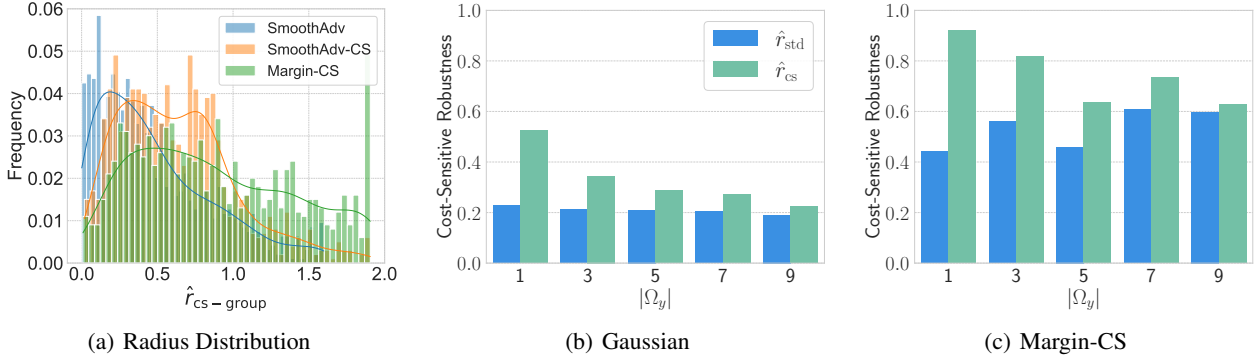 0.06
0.05
0.04
0.03
0.02
0.01
0.00
Frequency
SmoothAdv
SmoothAdv-CS
Margin-CS
0.0 0.5 1.0 1.5 2.0
r̂cs−group
(a) Radius Distribution
1.0
0.8
0.6
0.4
0.2
0.0
Cost-Sensitive Robustness
r̂std
r̂cs
1 3 5 7 9
|Ωy|
(b) Gaussian
1.0
0.8
0.6
0.4
0.2
0.0
Cost-Sensitive Robustness
1 3 5 7 9
|Ωy|
(c) Margin-CS